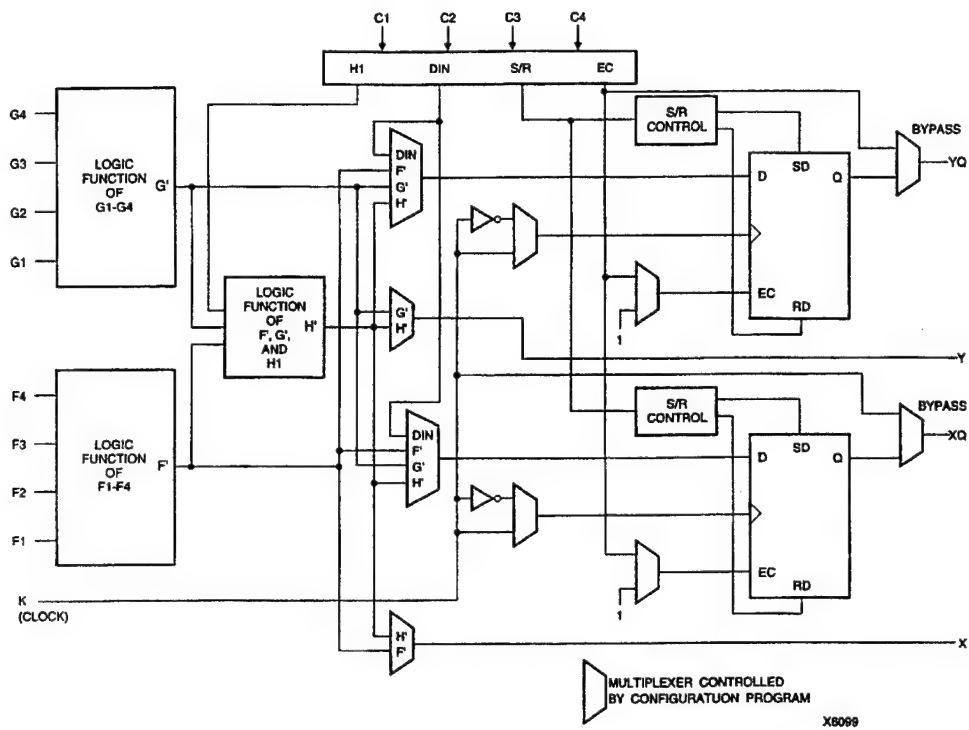 C1 C2 C3 C4
H1 DIN S/R EC
G4
G3
G2
G1
LOGIC
FUNCTION
OF
G1-G4
G'
DIN
F'
G'
H'
S/R
CONTROL
D
SD
Q
EC
RD
1
BYPASS
YQ
LOGIC
FUNCTION
OF
F', G',
AND
H1
H'
G'
H'
Y
F4
F3
F2
F1
LOGIC
FUNCTION
OF
F1-F4
F'
DIN
F'
G'
H'
S/R
CONTROL
D
SD
Q
EC
RD
1
BYPASS
XQ
K
(CLOCK)
H'
F'
X
MULTIPLEXER CONTROLLED
BY CONFIGURATUON PROGRAM
X6099